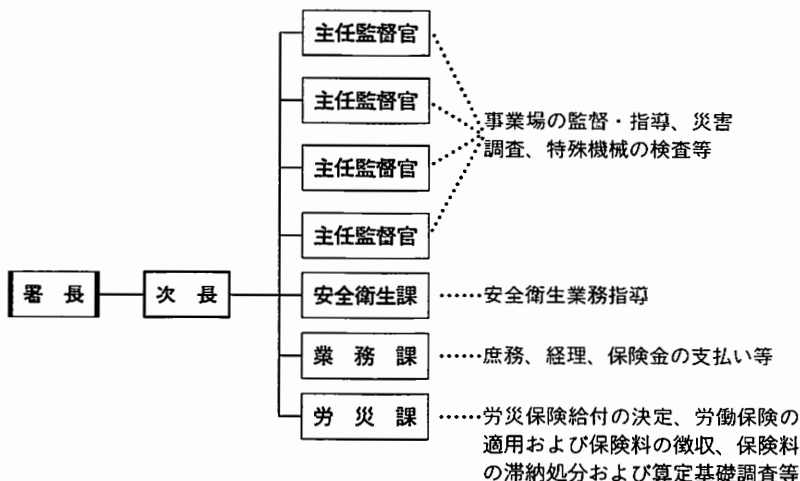 主任監督官
主任監督官
事業場の監督・指導、災害
調査、特殊機械の検査等
主任監督官
主任監督官
署長
次長
安全衛生課
安全衛生業務指導
業務課
庶務、経理、保険金の支払い等
労災課
労災保険給付の決定、労働保険の
適用および保険料の徴収、保険料
の滞納処分および算定基礎調査等